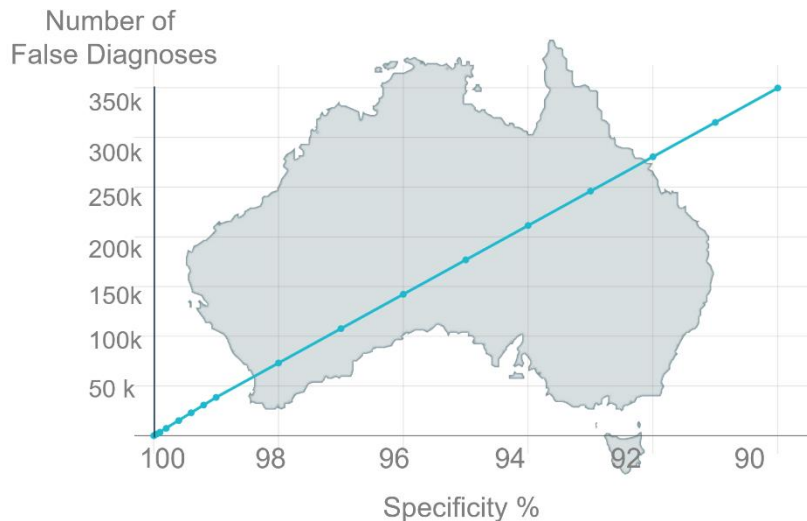 Number of
False Diagnoses
350k
300k
250k
200k
150k
100k
50 k
100 98 96 94 92 90
Specificity %